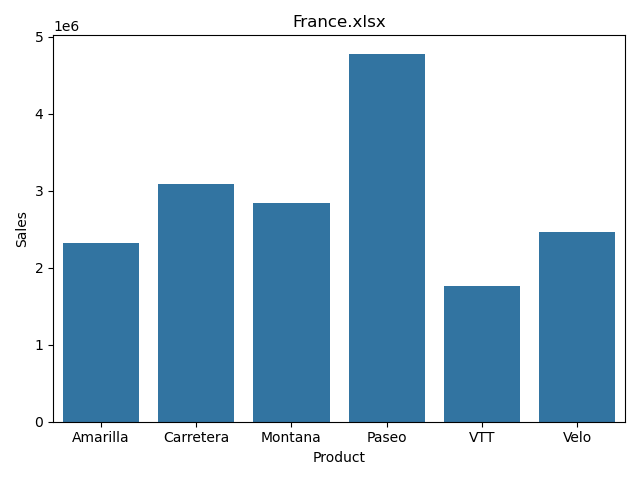 France.xlsx
1e6
5
4
3
2
1
0
Sales
Amarilla Carretera Montana Paseo VTT Velo
Product